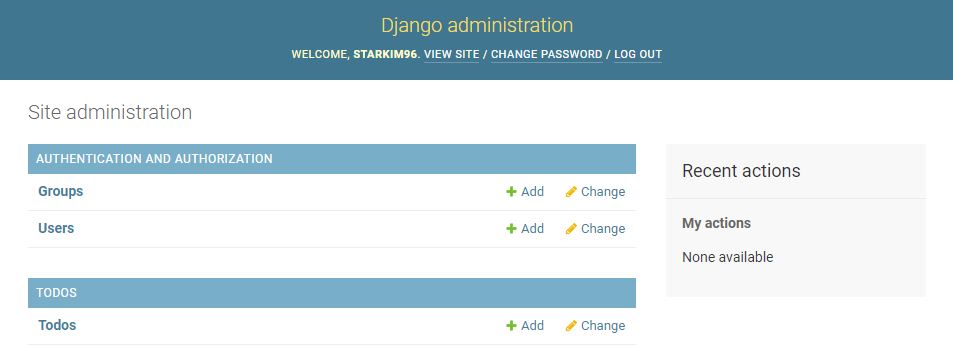 Django administration
WELCOME, STARKIM96. VIEW SITE / CHANGE PASSWORD / LOG OUT
Site administration
AUTHENTICATION AND AUTHORIZATION
Groups Add Change
Users Add Change
TODOS
Todos Add Change
Recent actions
My actions
None available